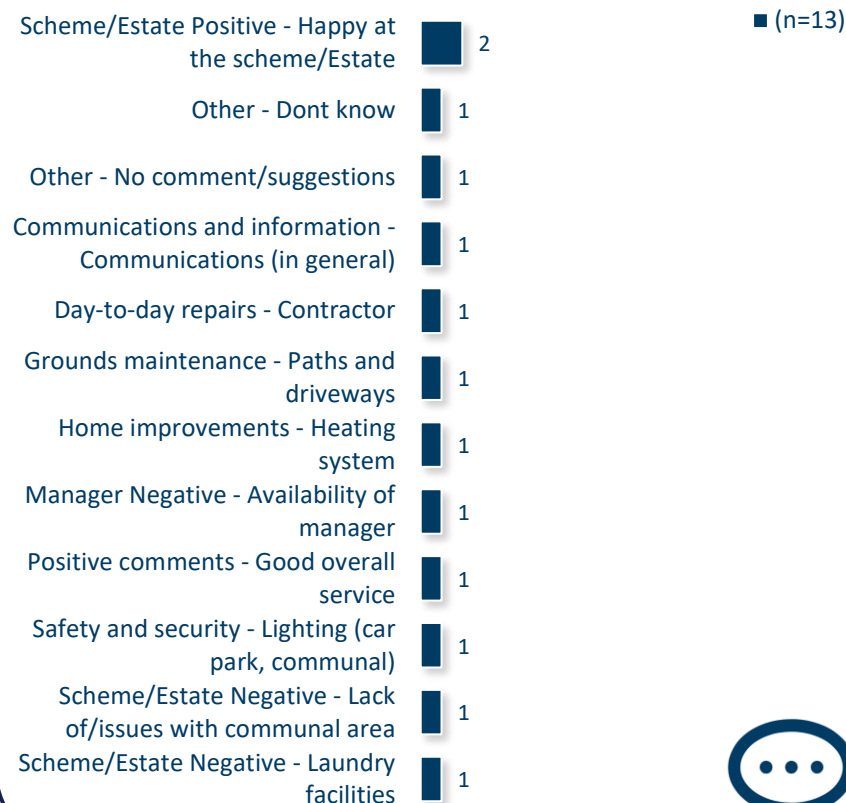 Scheme/Estate Positive - Happy at
the scheme/Estate
2
(n=13)
Other - Dont know
1
Other - No comment/suggestions
1
Communications and information -
Communications (in general)
1
Day-to-day repairs - Contractor
1
Grounds maintenance - Paths and
driveways
1
Home improvements - Heating
system
1
Manager Negative - Availability of
manager
1
Positive comments - Good overall
service
1
Safety and security - Lighting (car
park, communal)
1
Scheme/Estate Negative - Lack
of/issues with communal area
1
Scheme/Estate Negative - Laundry
facilities
1